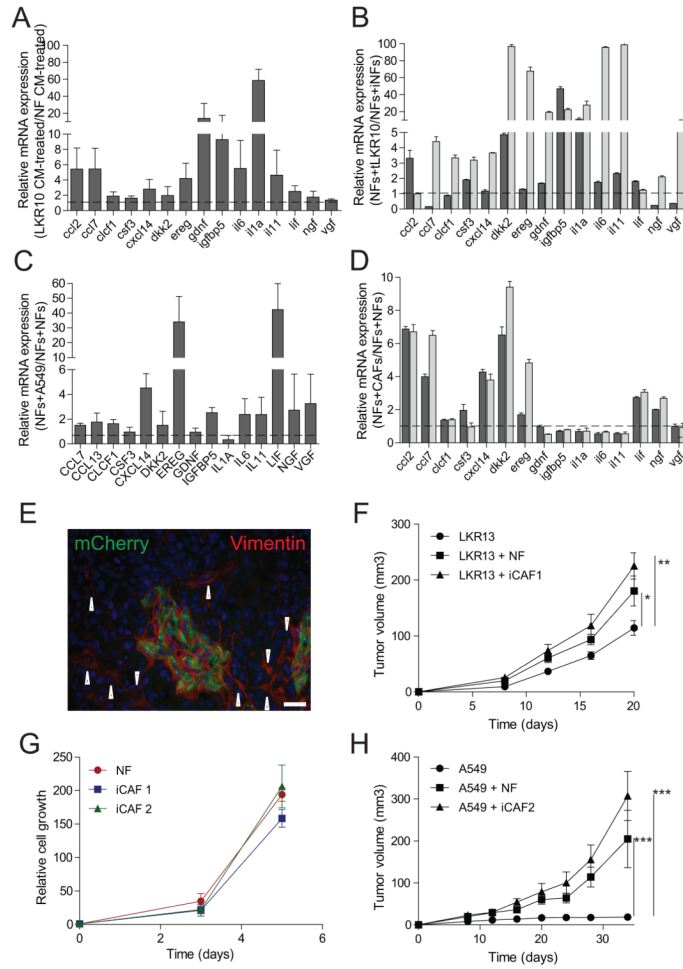 A
Relative mRNA expression
(LKR10 CM-treated/NF CM-treated)
100
80
60
40
20
10
8
6
4
2
0
ccl2
ccl7
clcf1
csf3
cxcl14
dkk2
ereg
gdnf
igfbp5
il6
il1a
il11
lif
ngf
vgf
B
Relative mRNA expression
(NFs+tLKR10/NFs+iNFs)
100
80
60
40
20
5
4
3
2
1
0
ccl2
ccl7
clcf1
csf3
cxcl14
dkk2
ereg
gdnf
igfbp5
il1a
il6
il11
lif
ngf
vgf
C
Relative mRNA expression
(NFs+A549/NFs+NFs)
60
50
40
30
20
6
4
2
0
CCL7
CCL13
CLCF1
CSF3
CXCL14
DKK2
EREG
GDNF
IGFBP5
IL1A
IL6
IL11
LIF
NGF
VGF
D
Relative mRNA expression
(NFs+CAFs/NFs+NFs)
10
8
6
4
2
0
ccl2
ccl7
clcf1
csf3
cxcl14
dkk2
ereg
gdnf
igfbp5
il1a
il6
il11
lif
ngf
vgf
E
mCherry
Vimentin
F
Tumor volume (mm3)
300
200
100
0
LKR13
LKR13 + NF
LKR13 + iCAF1
**
*
0 5 10 15 20
Time (days)
G
Relative cell growth
250
200
150
100
50
0
NF
iCAF 1
iCAF 2
0 2 4 6
Time (days)
H
Tumor volume (mm3)
400
300
200
100
0
A549
A549 + NF
A549 + iCAF2
***
***
0 10 20 30
Time (days)